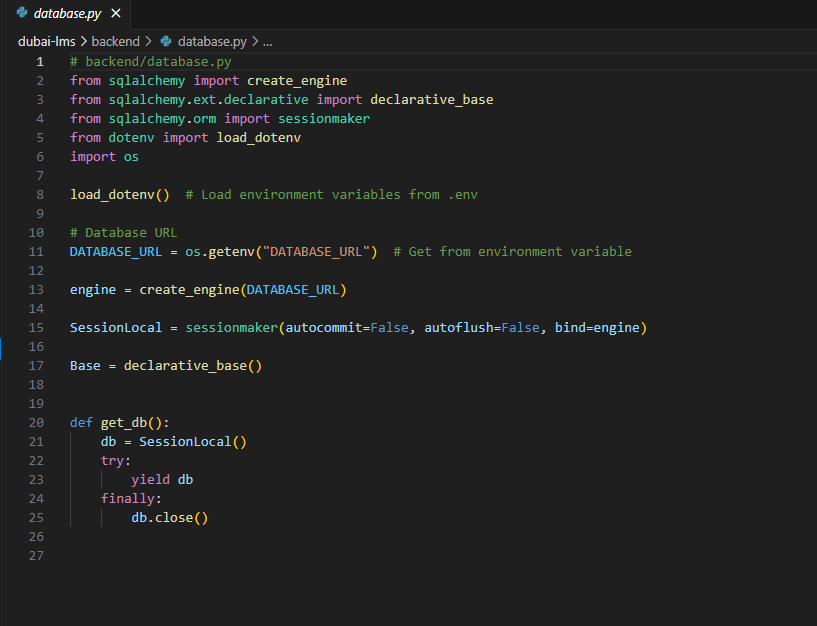 database.py ×
dubai-lms > backend > database.py > ...
1 # backend/database.py
2 from sqlalchemy import create_engine
3 from sqlalchemy.ext.declarative import declarative_base
4 from sqlalchemy.orm import sessionmaker
5 from dotenv import load_dotenv
6 import os
7
8 load_dotenv()  # Load environment variables from .env
9
10 # Database URL
11 DATABASE_URL = os.getenv("DATABASE_URL")  # Get from environment variable
12
13 engine = create_engine(DATABASE_URL)
14
15 SessionLocal = sessionmaker(autocommit=False, autoflush=False, bind=engine)
16
17 Base = declarative_base()
18
19
20 def get_db():
21     db = SessionLocal()
22     try:
23         yield db
24     finally:
25         db.close()
26
27